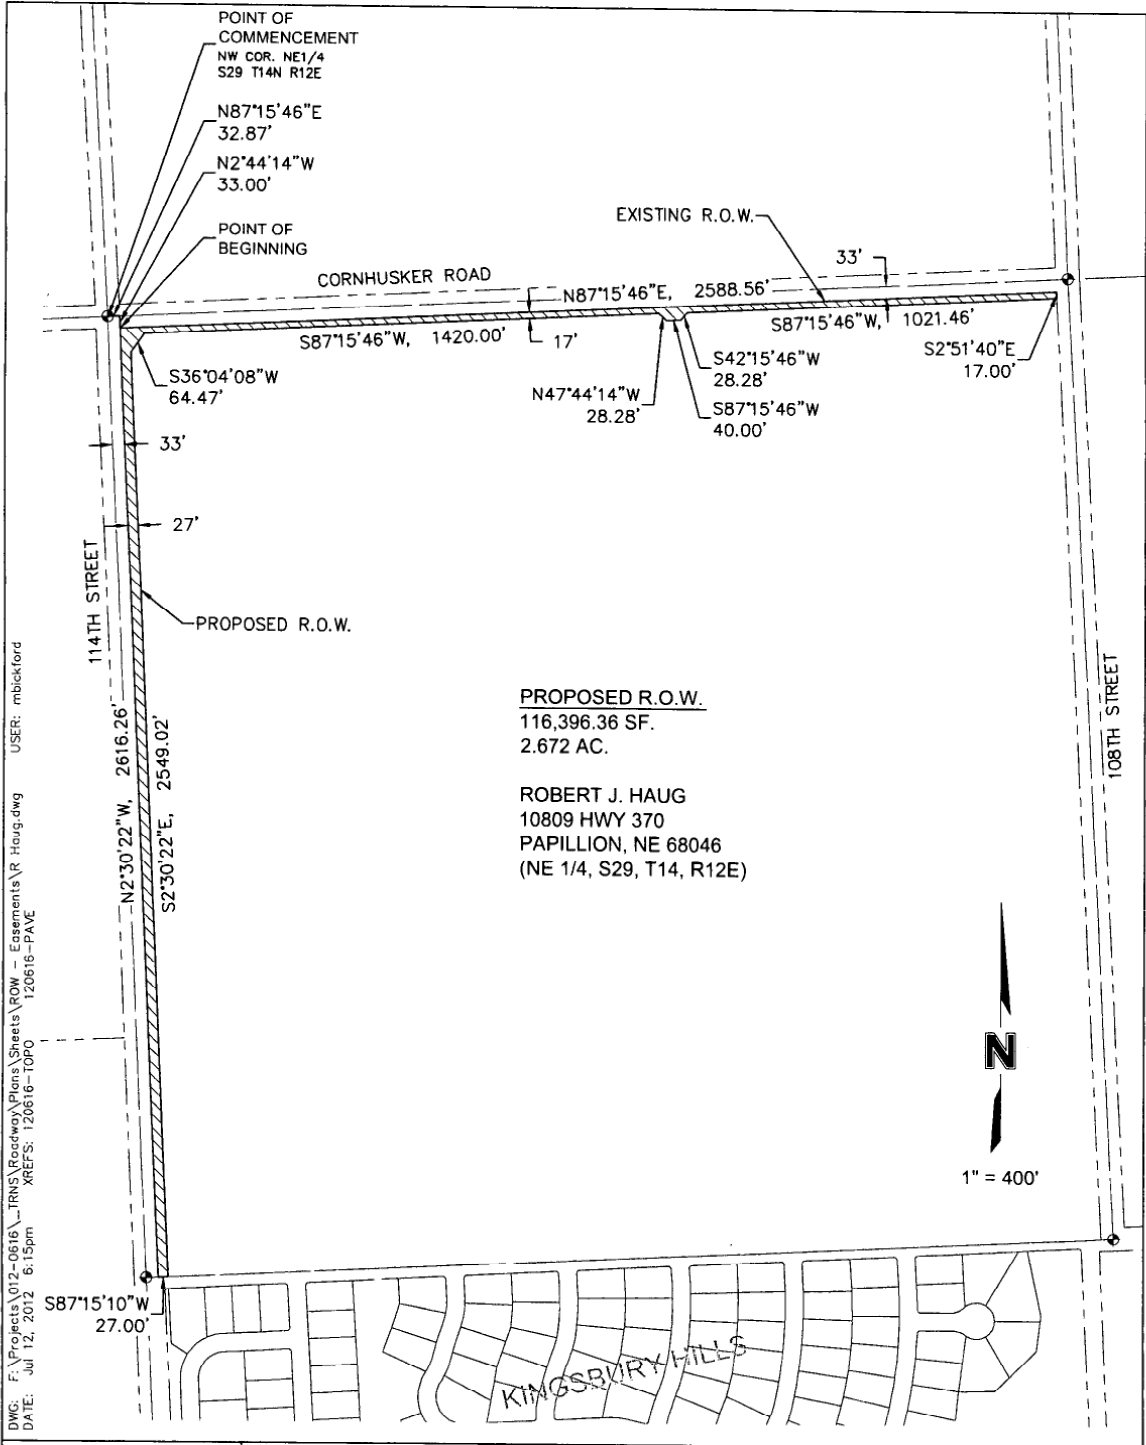 POINT OF
COMMENCEMENT
NW COR. NE1/4
S29 T14N R12E
N87°15'46"E
32.87'
N2°44'14"W
33.00'
POINT OF
BEGINNING
EXISTING R.O.W.
33'
CORNHUSKER ROAD
N87°15'46"E, 2588.56'
S87°15'46"W, 1420.00'
17'
S87°15'46"W, 1021.46'
S2°51'40"E
17.00'
S36°04'08"W
64.47'
N47°44'14"W
28.28'
S42°15'46"W
28.28'
S87°15'46"W
40.00'
33'
27'
114TH STREET
PROPOSED R.O.W.
N2°30'22"W, 2616.26'
S2°30'22"E, 2549.02'
PROPOSED R.O.W.
116,396.36 SF.
2.672 AC.
ROBERT J. HAUG
10809 HWY 370
PAPILLION, NE 68046
(NE 1/4, S29, T14, R12E)
108TH STREET
N
1" = 400'
S87°15'10"W
27.00'
KINGSBURY HILLS
DWG: F:\Projects\012-0616\_TRNS\Roadway\Plans\Sheets\ROW - Easements\R Haug.dwg USER: mbickford
DATE: Jul 12, 2012 6:15pm XREFS: 120616-TOPO 120616-PAVE